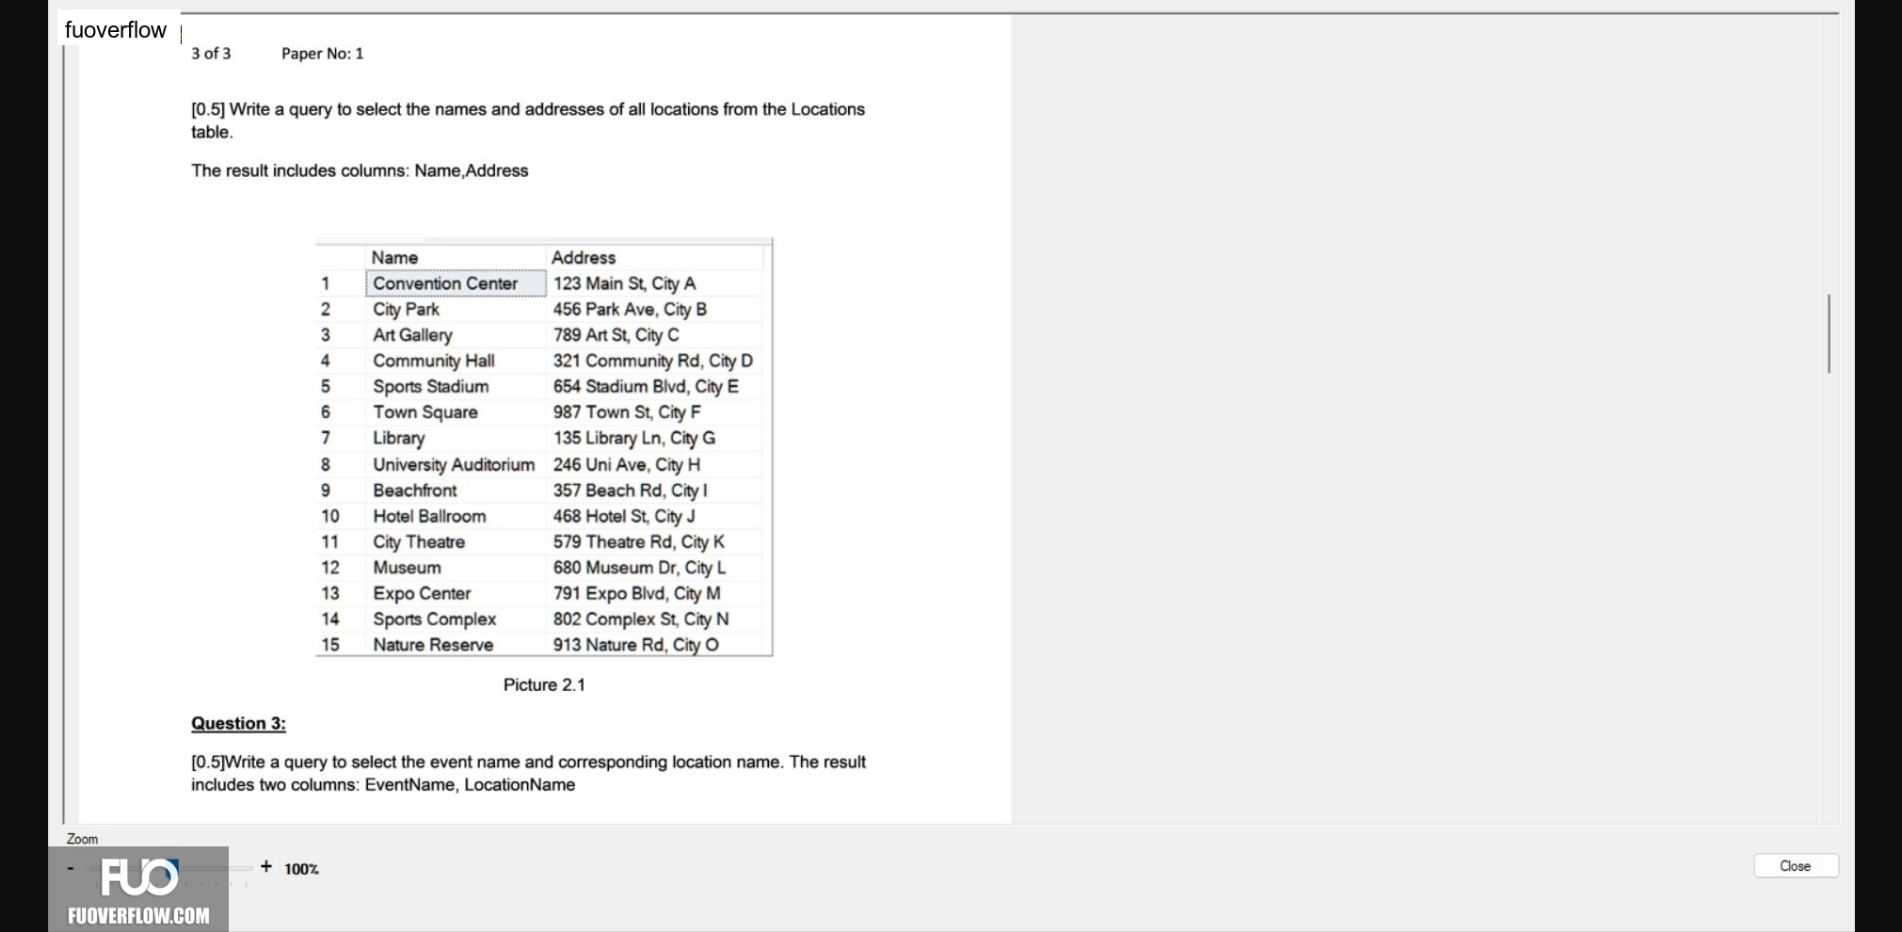 fuoverflow
3 of 3 Paper No: 1
[0.5] Write a query to select the names and addresses of all locations from the Locations
table.
The result includes columns: Name,Address
Name Address
1 Convention Center 123 Main St, City A
2 City Park 456 Park Ave, City B
3 Art Gallery 789 Art St, City C
4 Community Hall 321 Community Rd, City D
5 Sports Stadium 654 Stadium Blvd, City E
6 Town Square 987 Town St, City F
7 Library 135 Library Ln, City G
8 University Auditorium 246 Uni Ave, City H
9 Beachfront 357 Beach Rd, City I
10 Hotel Ballroom 468 Hotel St, City J
11 City Theatre 579 Theatre Rd, City K
12 Museum 680 Museum Dr, City L
13 Expo Center 791 Expo Blvd, City M
14 Sports Complex 802 Complex St, City N
15 Nature Reserve 913 Nature Rd, City O
Picture 2.1
Question 3:
[0.5]Write a query to select the event name and corresponding location name. The result
includes two columns: EventName, LocationName
Zoom
- + 100%
Close
FUO
FUOVERFLOW.COM